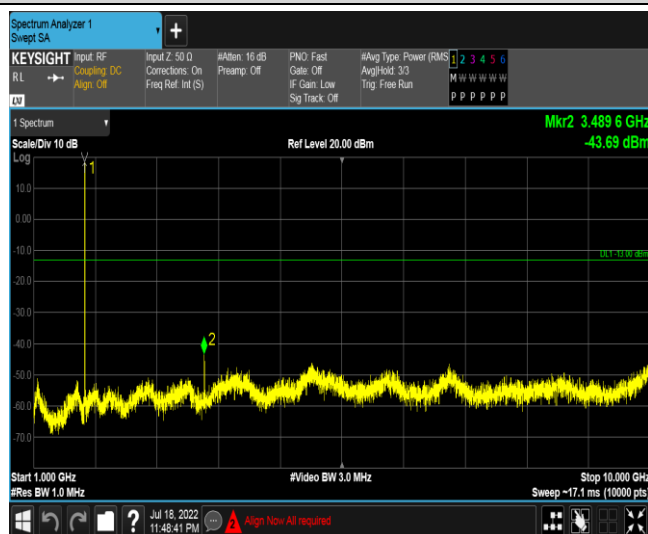 Spectrum Analyzer 1
Swept SA
+
KEYSIGHT
RL
LXI
Input: RF
Coupling: DC
Align: Off
Input Z: 50 Ω
Corrections: On
Freq Ref: Int (S)
#Atten: 16 dB
Preamp: Off
PNO: Fast
Gate: Off
IF Gain: Low
Sig Track: Off
#Avg Type: Power (RMS
Avg|Hold: 3/3
Trig: Free Run
1 2 3 4 5 6
M W W W W W
P P P P P P
1 Spectrum
Mkr2 3.489 6 GHz
Scale/Div 10 dB
Ref Level 20.00 dBm
-43.69 dBm
Log
1
10.0
0.00
-10.0
DL1 -13.00 dBm
-20.0
-30.0
2
-40.0
-50.0
-60.0
-70.0
Start 1.000 GHz
#Video BW 3.0 MHz
Stop 10.000 GHz
#Res BW 1.0 MHz
Sweep ~17.1 ms (10000 pts)
?
Jul 18, 2022
11:48:41 PM
2
Align Now All required